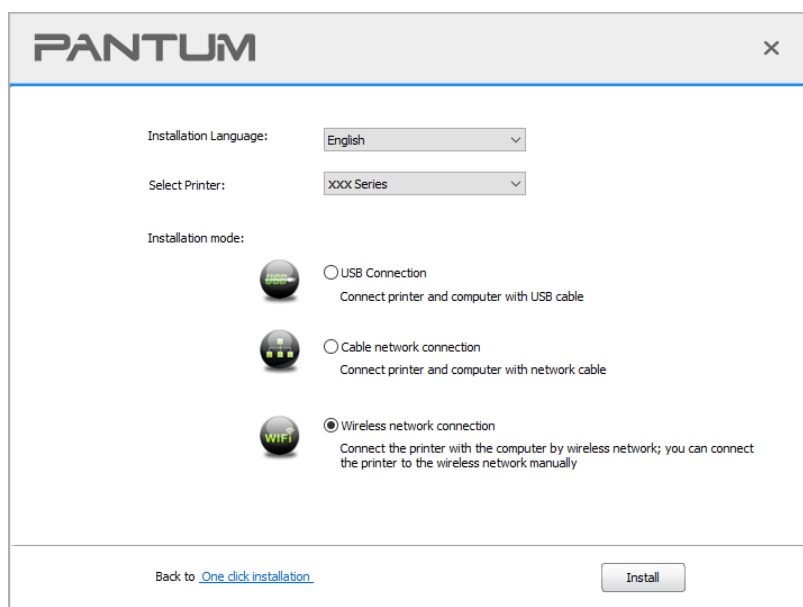 PANTUM
Installation Language:
English
Select Printer:
XXX Series
Installation mode:
USB
USB Connection
Connect printer and computer with USB cable
Cable network connection
Connect printer and computer with network cable
WiFi
Wireless network connection
Connect the printer with the computer by wireless network; you can connect
the printer to the wireless network manually
Back to One click installation
Install